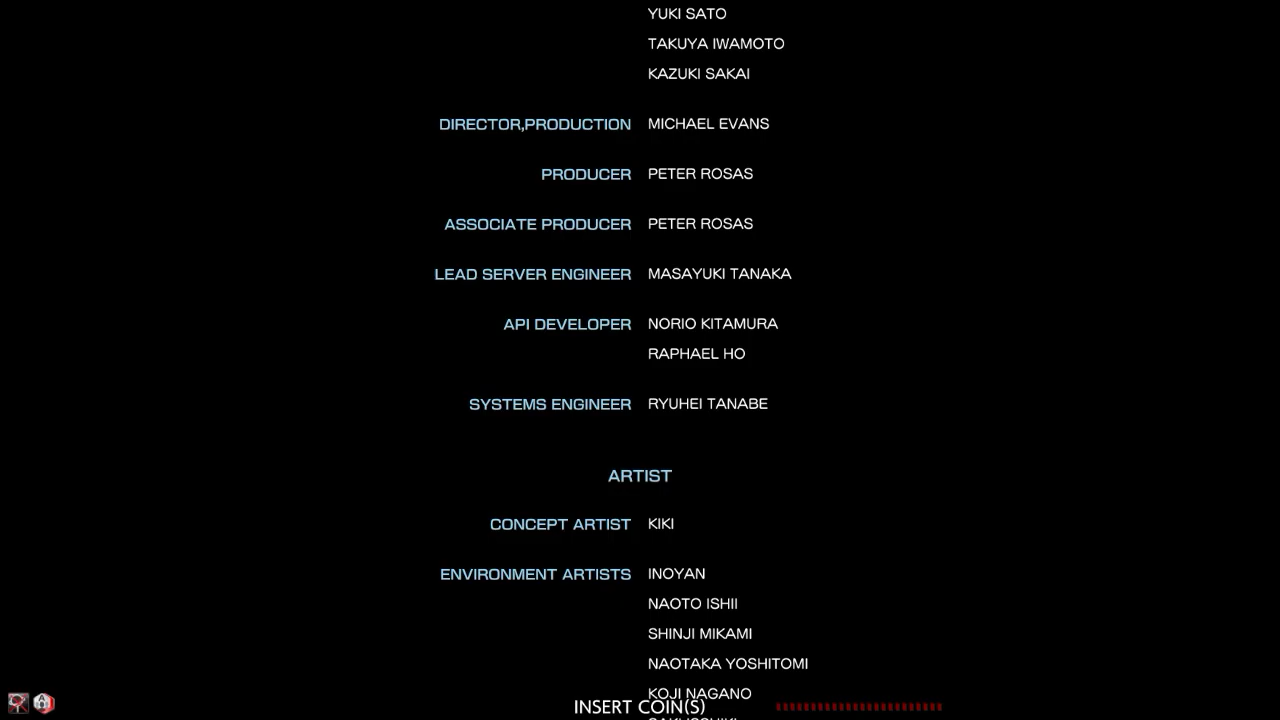 YUKI SATO
TAKUYA IWAMOTO
KAZUKI SAKAI
DIRECTOR,PRODUCTION MICHAEL EVANS
PRODUCER PETER ROSAS
ASSOCIATE PRODUCER PETER ROSAS
LEAD SERVER ENGINEER MASAYUKI TANAKA
API DEVELOPER NORIO KITAMURA
RAPHAEL HO
SYSTEMS ENGINEER RYUHEI TANABE
ARTIST
CONCEPT ARTIST KIKI
ENVIRONMENT ARTISTS INOYAN
NAOTO ISHII
SHINJI MIKAMI
NAOTAKA YOSHITOMI
KOJI NAGANO
INSERT COIN(S)